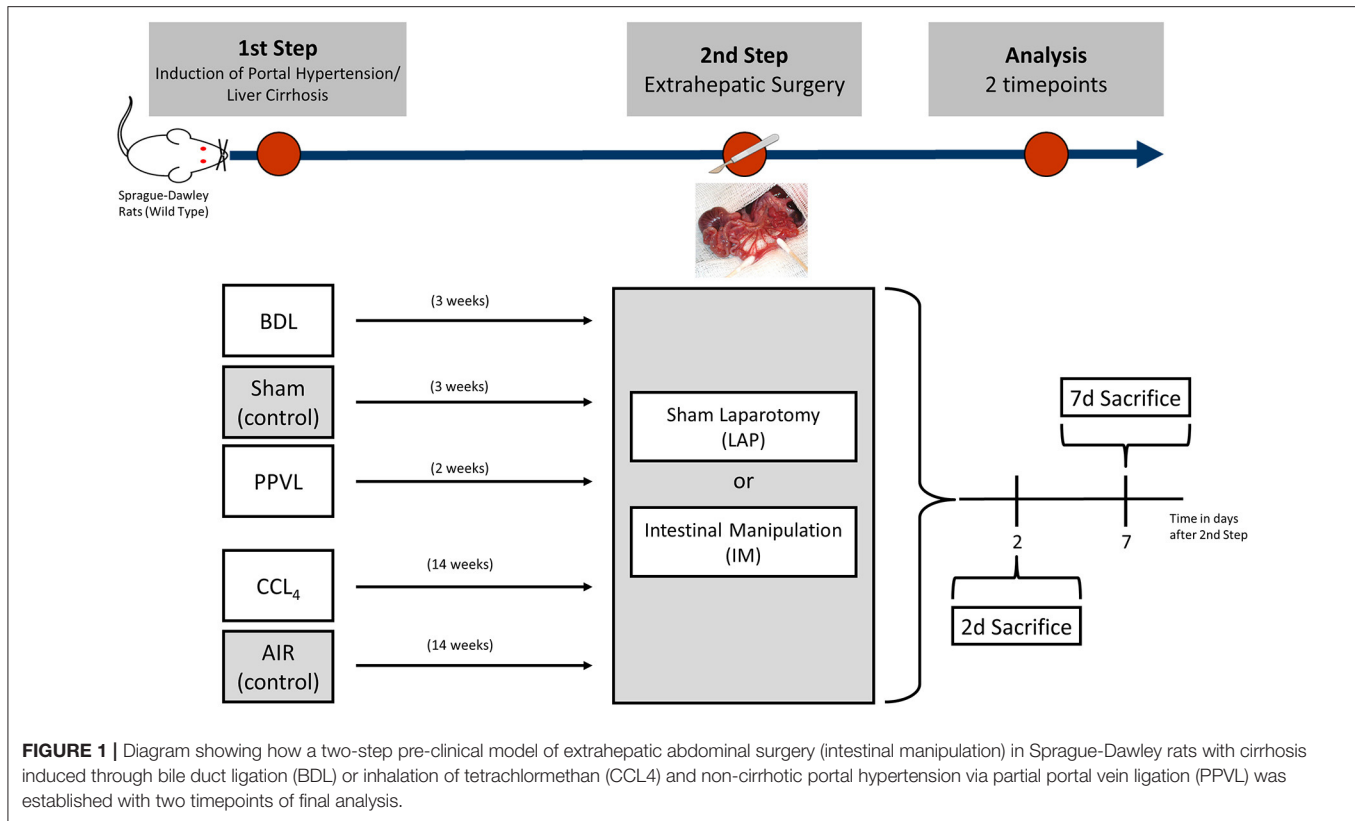 1st Step
Induction of Portal Hypertension/
Liver Cirrhosis
2nd Step
Extrahepatic Surgery
Analysis
2 timepoints
Sprague-Dawley
Rats (Wild Type)
BDL
(3 weeks)
Sham
(control)
(3 weeks)
PPVL
(2 weeks)
CCL₄
(14 weeks)
AIR
(control)
(14 weeks)
Sham Laparotomy
(LAP)
or
Intestinal Manipulation
(IM)
7d Sacrifice
2
7
Time in days
after 2nd Step
2d Sacrifice
FIGURE 1 | Diagram showing how a two-step pre-clinical model of extrahepatic abdominal surgery (intestinal manipulation) in Sprague-Dawley rats with cirrhosis
induced through bile duct ligation (BDL) or inhalation of tetrachlormethan (CCL4) and non-cirrhotic portal hypertension via partial portal vein ligation (PPVL) was
established with two timepoints of final analysis.